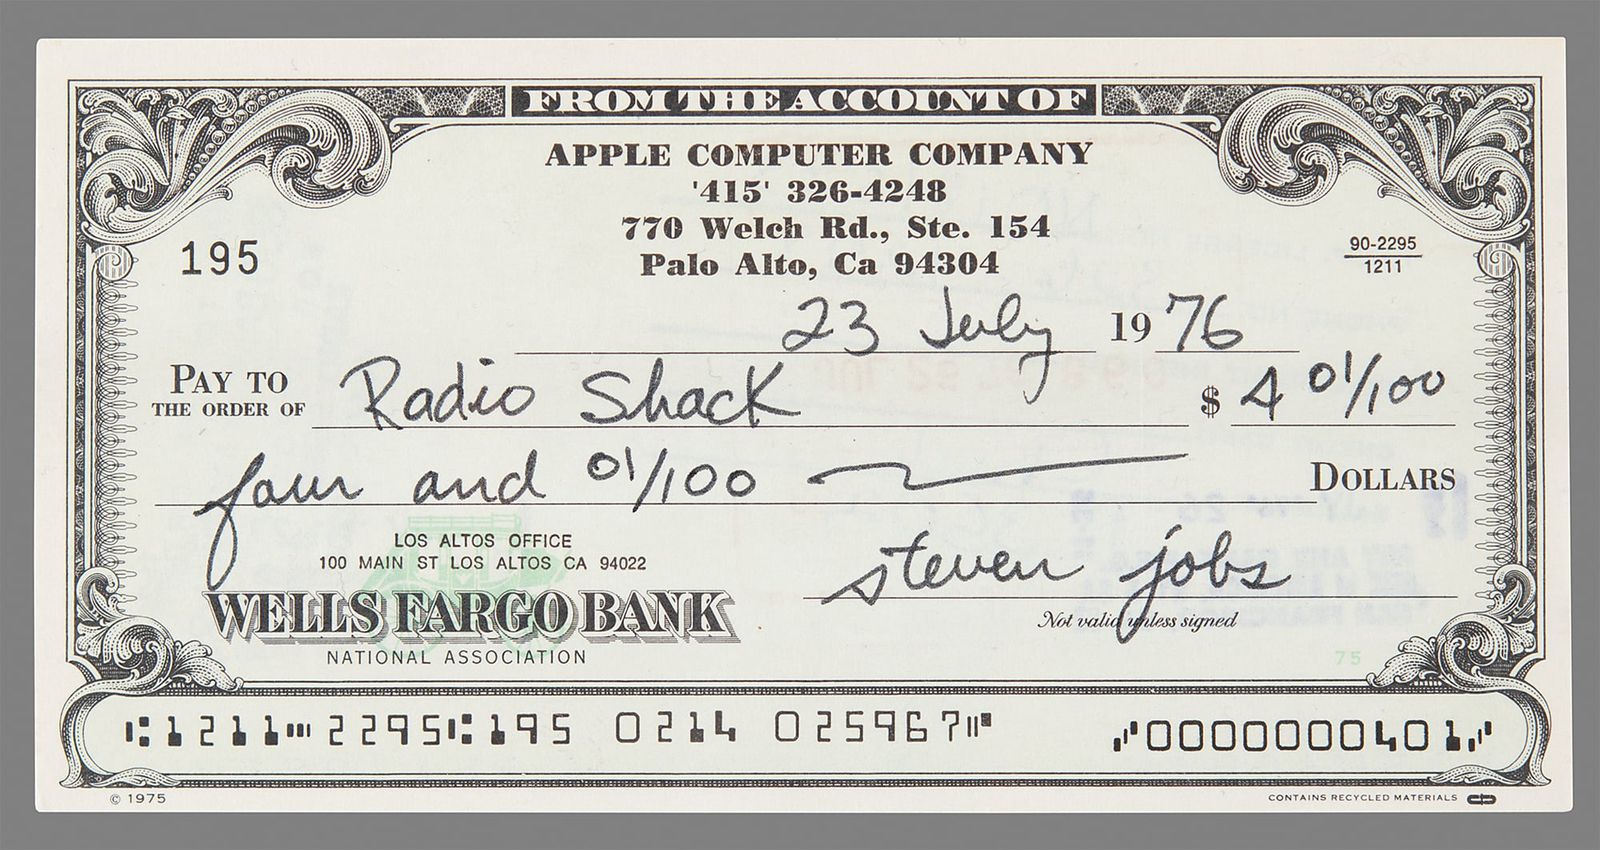 FROM THE ACCOUNT OF
APPLE COMPUTER COMPANY
'415' 326-4248
770 Welch Rd., Ste. 154
Palo Alto, Ca 94304
195
90-2295
1211
23 July 1976
PAY TO THE ORDER OF Radio Shack $ 4 01/100
four and 01/100 DOLLARS
LOS ALTOS OFFICE
100 MAIN ST LOS ALTOS CA 94022
WELLS FARGO BANK
NATIONAL ASSOCIATION
steven jobs
Not valid unless signed
75
⑆1211⑉2295⑆195 0214 025967⑈ ⑇0000000401⑇
© 1975
CONTAINS RECYCLED MATERIALS